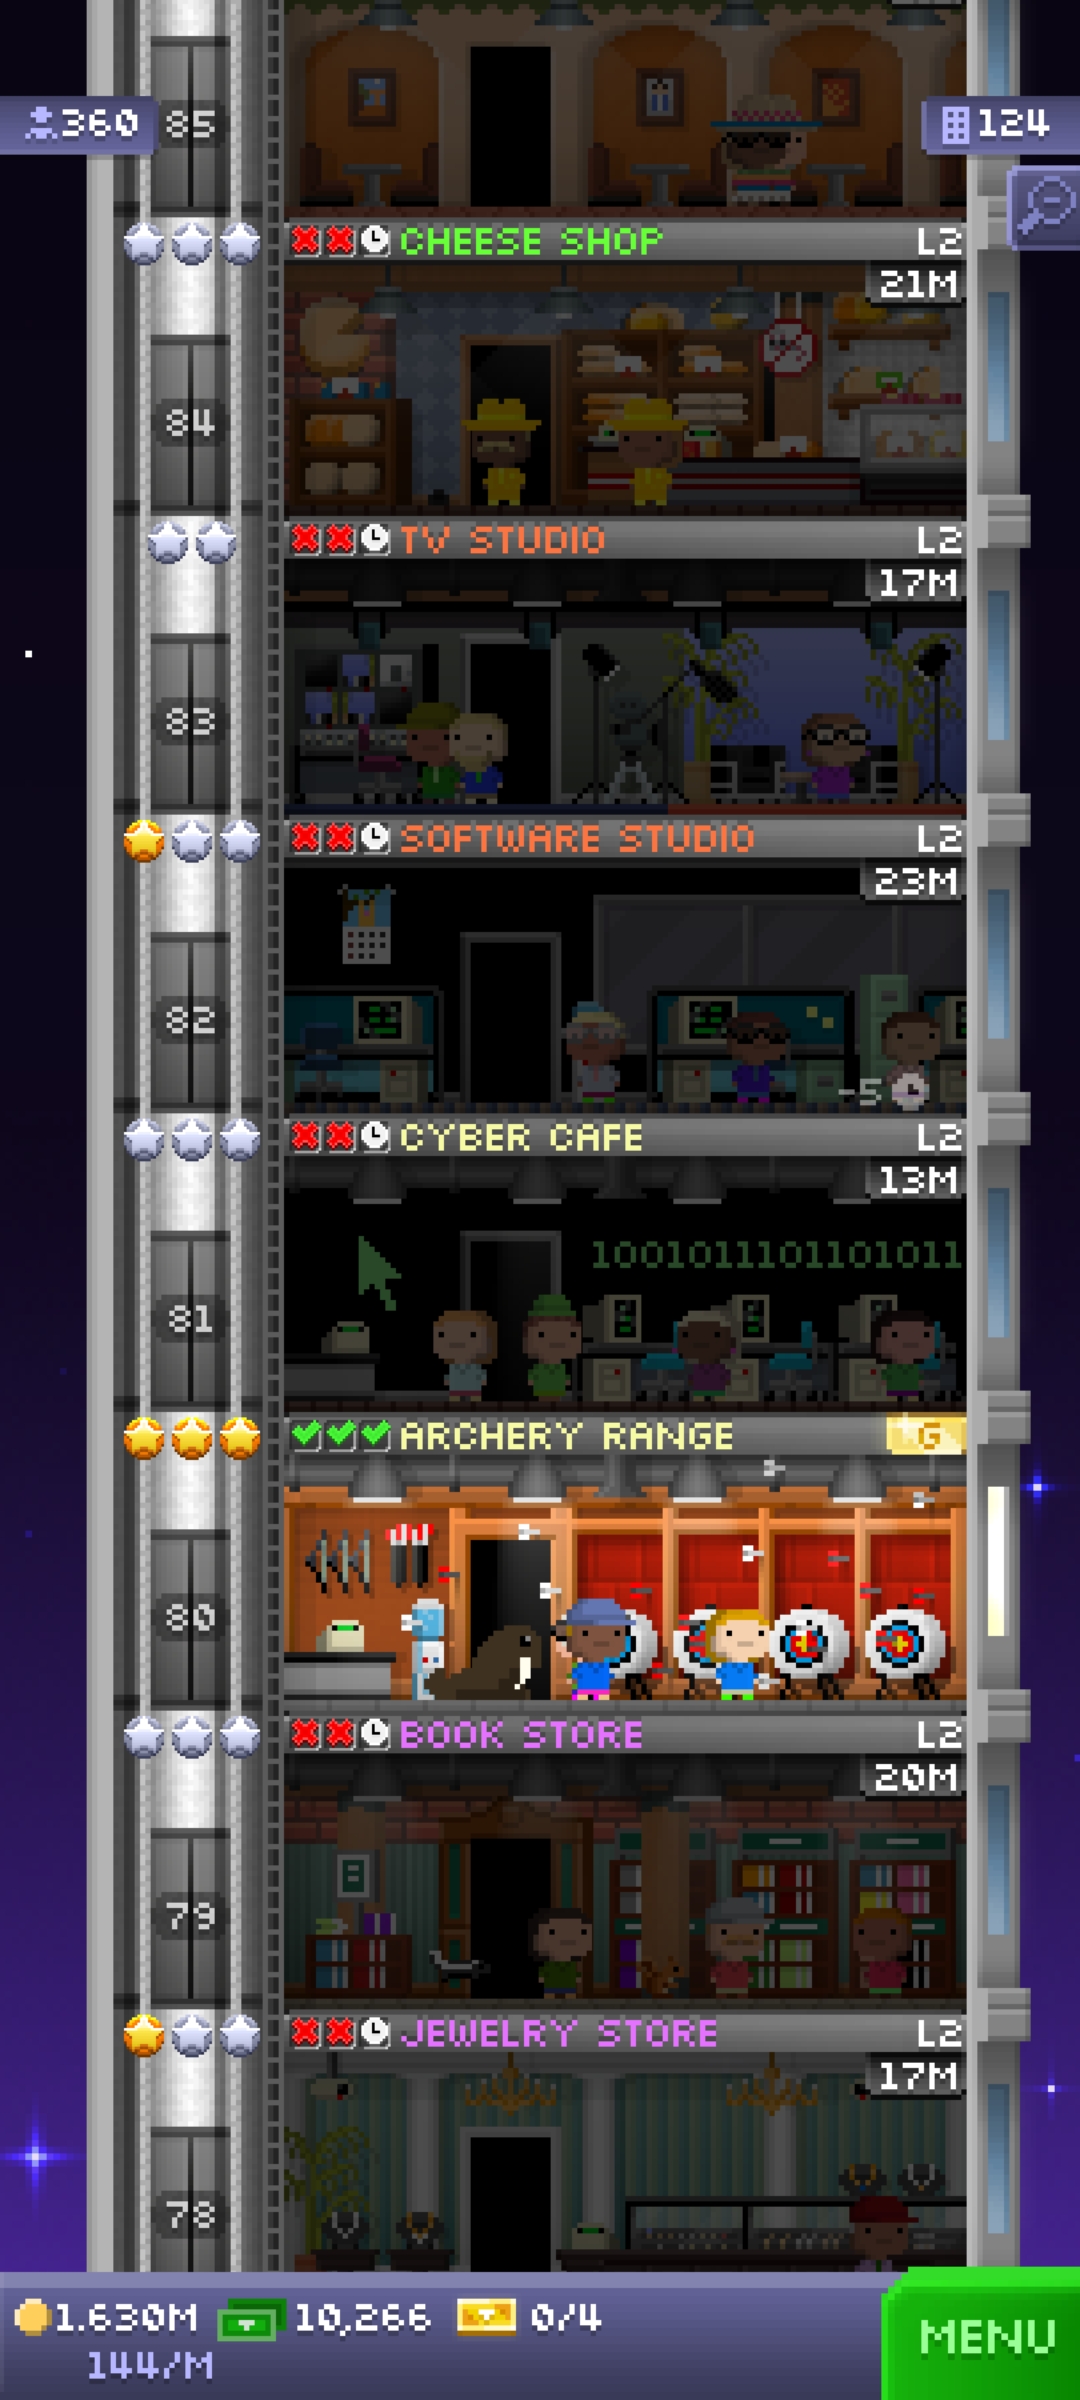 360
85
124
CHEESE SHOP L2
21M
84
TV STUDIO L2
17M
83
SOFTWARE STUDIO L2
23M
82
-5
CYBER CAFE L2
13M
1001011101101011
81
ARCHERY RANGE G
80
BOOK STORE L2
20M
79
JEWELRY STORE L2
17M
78
1.630M 10,266 0/4
144/M
MENU